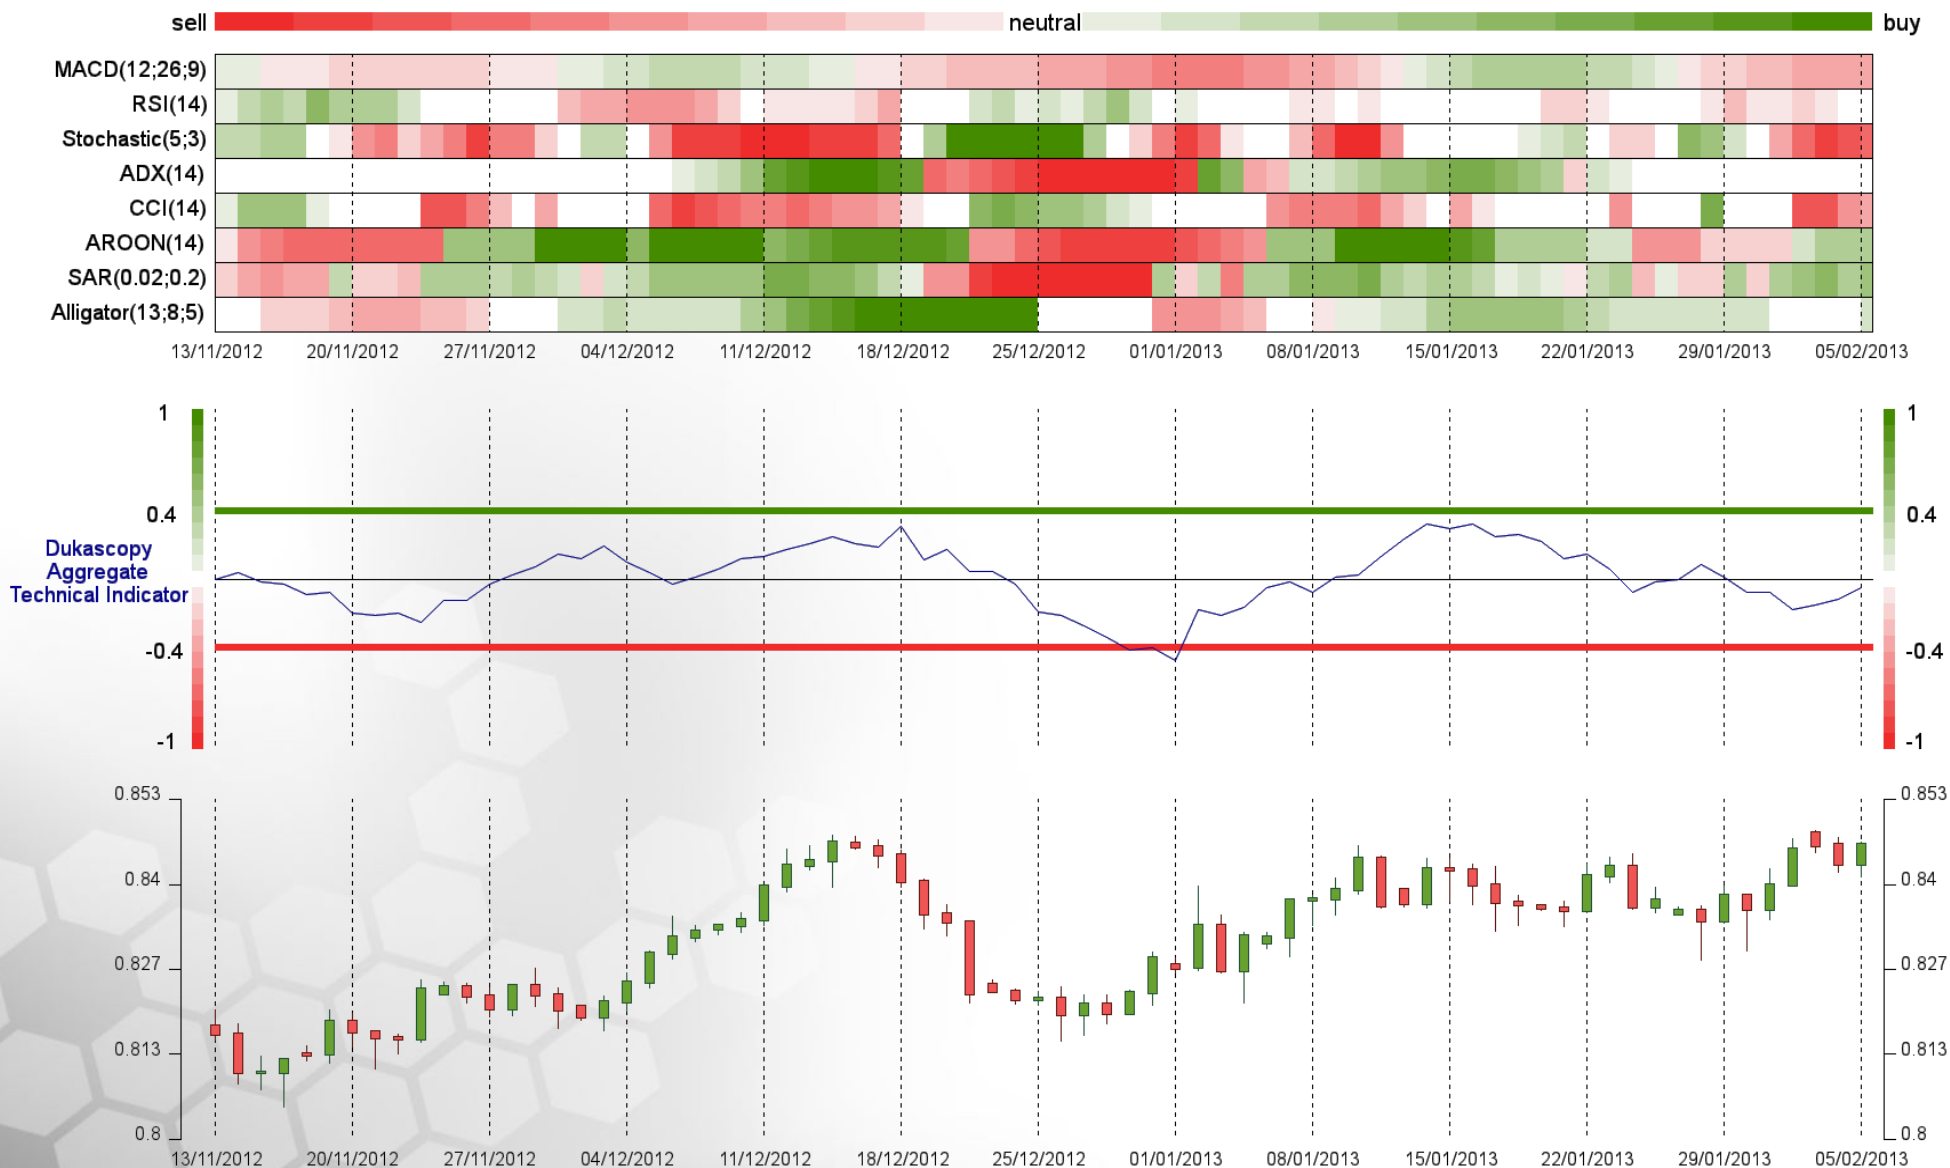 sell neutral buy
MACD(12;26;9)
RSI(14)
Stochastic(5;3)
ADX(14)
CCI(14)
AROON(14)
SAR(0.02;0.2)
Alligator(13;8;5)
13/11/2012 20/11/2012 27/11/2012 04/12/2012 11/12/2012 18/12/2012 25/12/2012 01/01/2013 08/01/2013 15/01/2013 22/01/2013 29/01/2013 05/02/2013
1 1
0.4 0.4
Dukascopy
Aggregate
Technical Indicator
-0.4 -0.4
-1 -1
0.853 0.853
0.84 0.84
0.827 0.827
0.813 0.813
0.8 0.8
13/11/2012 20/11/2012 27/11/2012 04/12/2012 11/12/2012 18/12/2012 25/12/2012 01/01/2013 08/01/2013 15/01/2013 22/01/2013 29/01/2013 05/02/2013